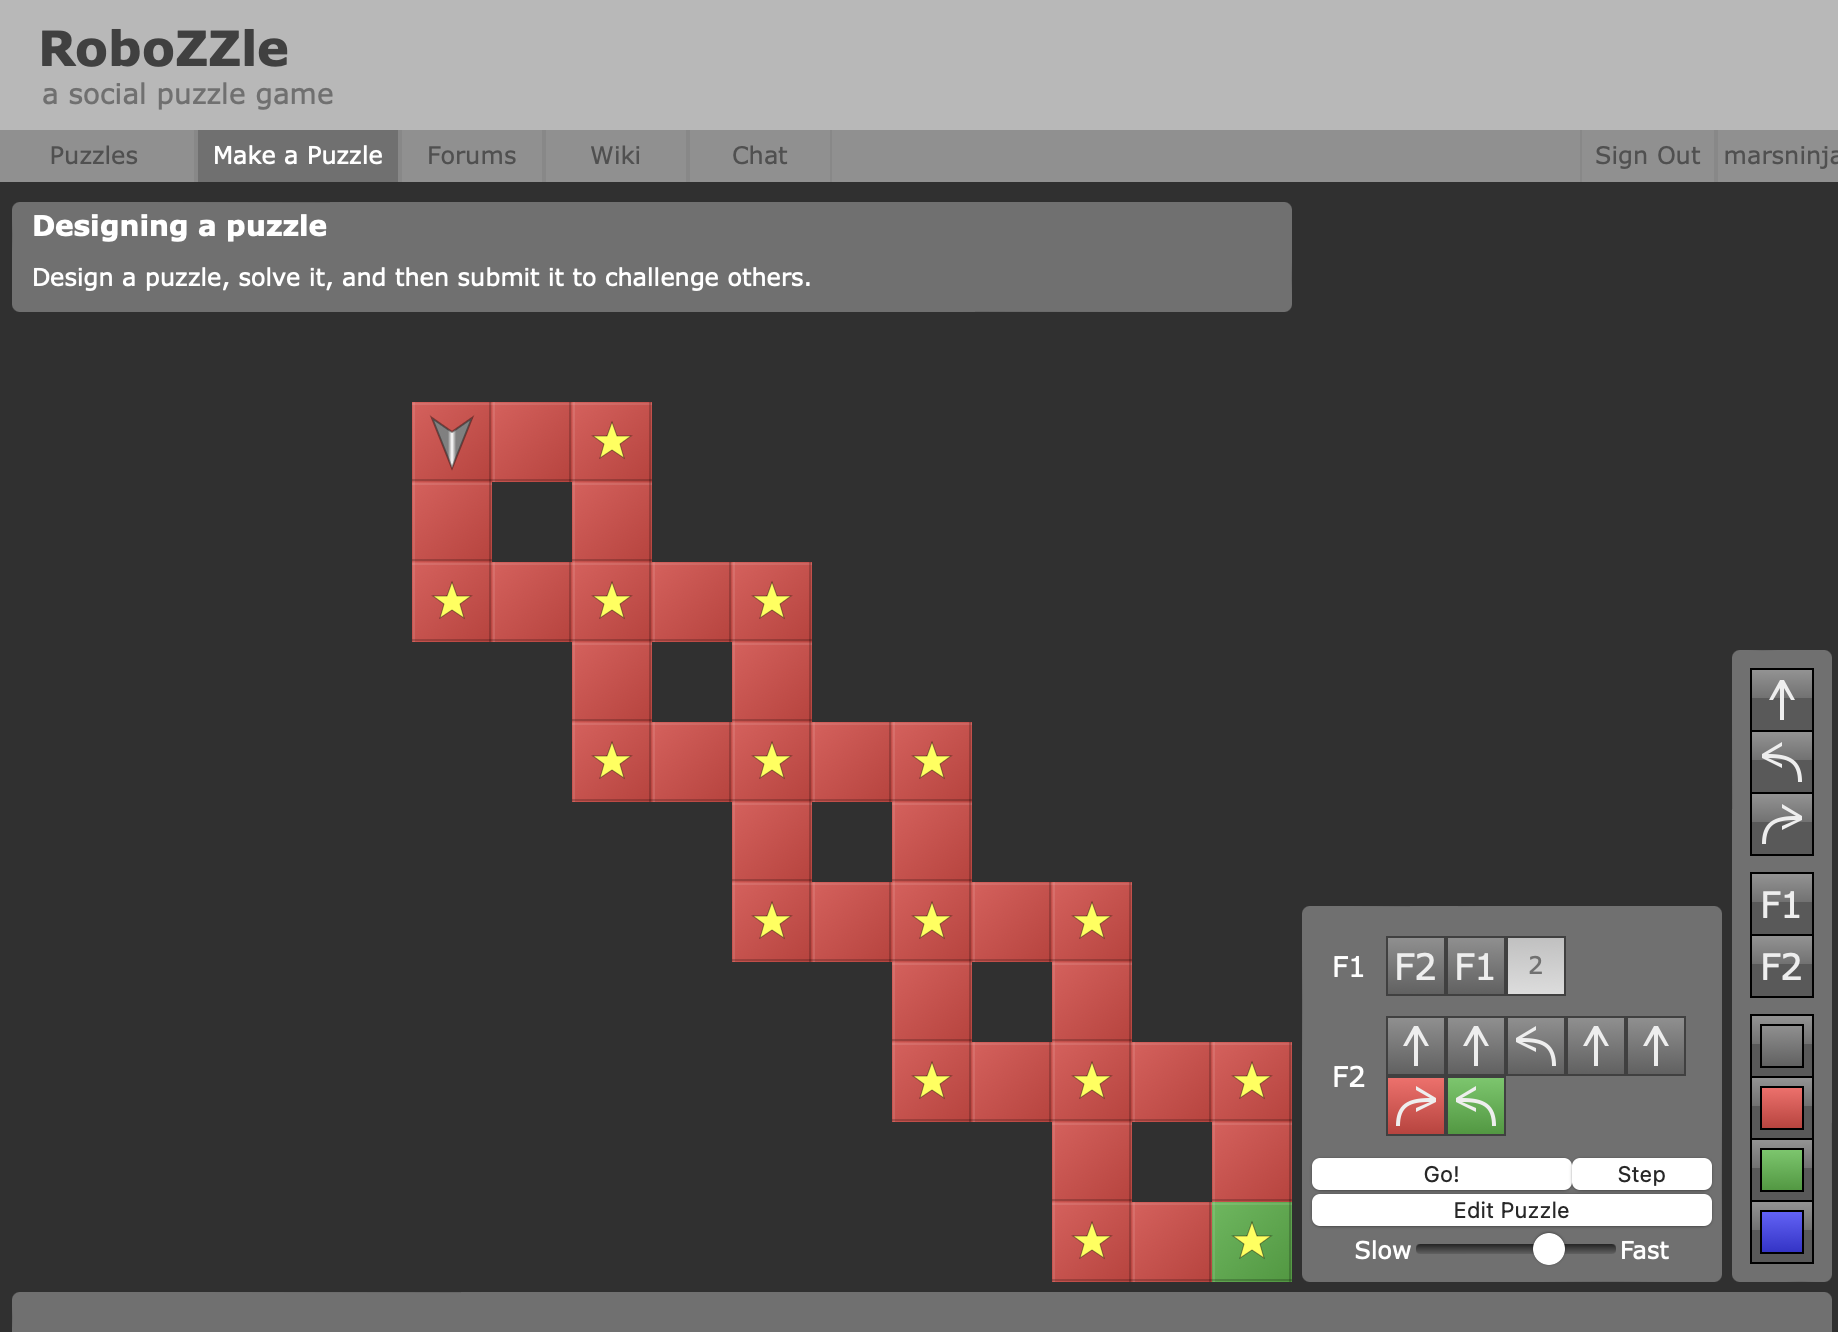 RoboZZle
a social puzzle game
Puzzles Make a Puzzle Forums Wiki Chat Sign Out marsninja
Designing a puzzle
Design a puzzle, solve it, and then submit it to challenge others.
F1
F2
F1 F2 F1 2
F2
Go! Step
Edit Puzzle
Slow Fast